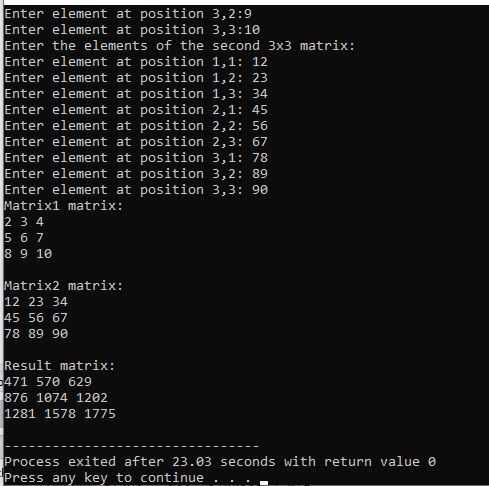 Enter element at position 3,2:9
Enter element at position 3,3:10
Enter the elements of the second 3x3 matrix:
Enter element at position 1,1: 12
Enter element at position 1,2: 23
Enter element at position 1,3: 34
Enter element at position 2,1: 45
Enter element at position 2,2: 56
Enter element at position 2,3: 67
Enter element at position 3,1: 78
Enter element at position 3,2: 89
Enter element at position 3,3: 90
Matrix1 matrix:
2 3 4
5 6 7
8 9 10
Matrix2 matrix:
12 23 34
45 56 67
78 89 90
Result matrix:
471 570 629
876 1074 1202
1281 1578 1775
--------------------------------
Process exited after 23.03 seconds with return value 0
Press any key to continue . . .